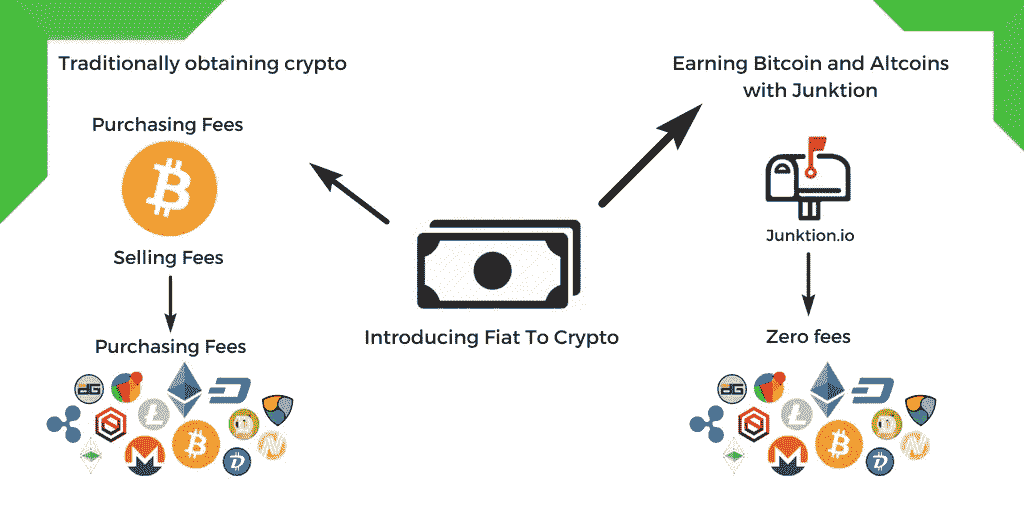 Traditionally obtaining crypto
Purchasing Fees
Selling Fees
Purchasing Fees
Introducing Fiat To Crypto
Earning Bitcoin and Altcoins
with Junktion
Junktion.io
Zero fees